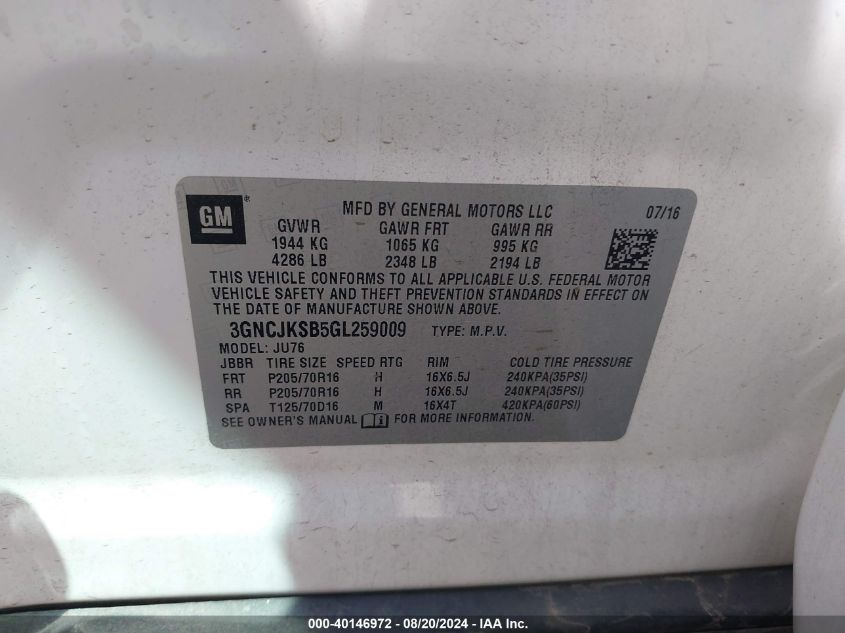 GM ®
MFD BY GENERAL MOTORS LLC 07/16
GVWR GAWR FRT GAWR RR
1944 KG 1065 KG 995 KG
4286 LB 2348 LB 2194 LB
THIS VEHICLE CONFORMS TO ALL APPLICABLE U.S. FEDERAL MOTOR
VEHICLE SAFETY AND THEFT PREVENTION STANDARDS IN EFFECT ON
THE DATE OF MANUFACTURE SHOWN ABOVE.
3GNCJKSB5GL259009 TYPE: M.P.V.
MODEL: JU76
JBBR TIRE SIZE SPEED RTG RIM COLD TIRE PRESSURE
FRT P205/70R16 H 16X6.5J 240KPA(35PSI)
RR P205/70R16 H 16X6.5J 240KPA(35PSI)
SPA T125/70D16 M 16X4T 420KPA(60PSI)
SEE OWNER'S MANUAL FOR MORE INFORMATION.
000-40146972 - 08/20/2024 - IAA Inc.